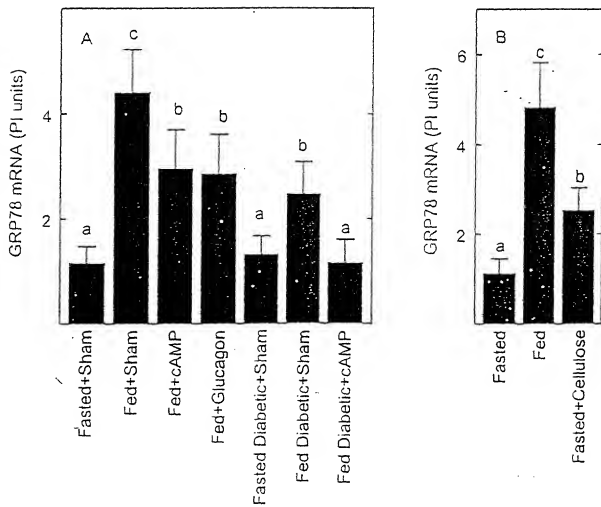 A
GRP78 mRNA (PI units)
4
2
a
c
b
b
a
b
a
Fasted+Sham
Fed+Sham
Fed+cAMP
Fed+Glucagon
Fasted Diabetic+Sham
Fed Diabetic+Sham
Fed Diabetic+cAMP
B
GRP78 mRNA (PI units)
6
4
2
a
c
b
Fasted
Fed
Fasted+Cellulose